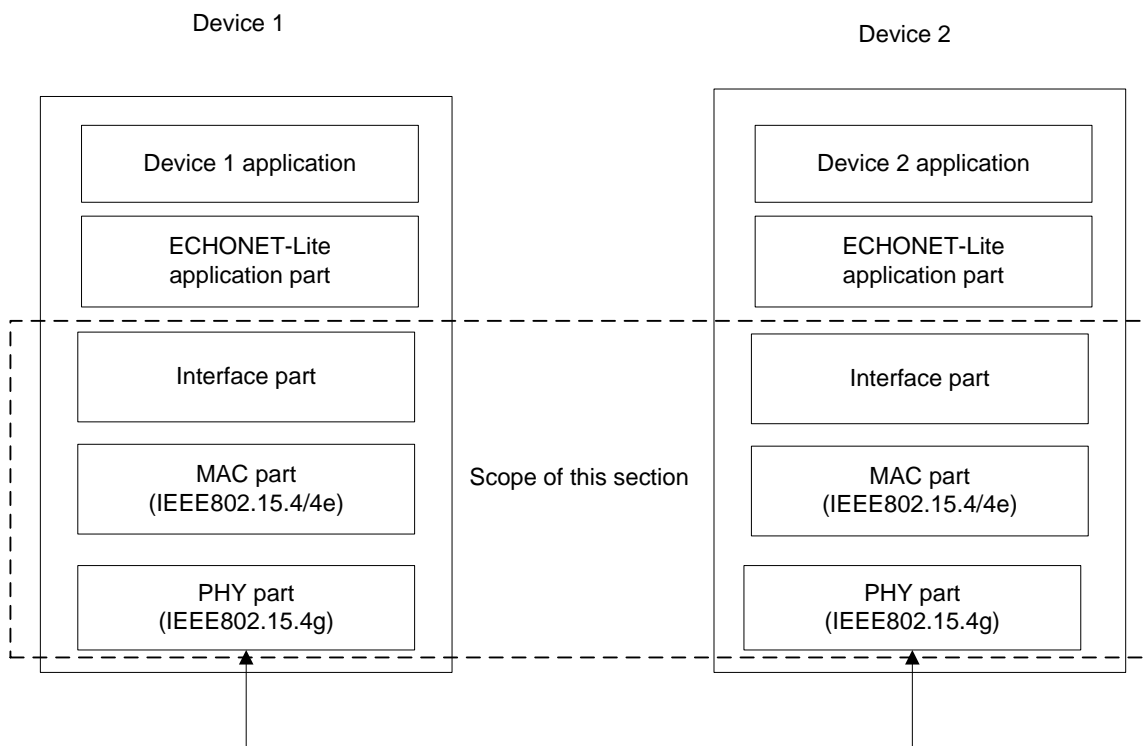 Device 1
Device 1 application
ECHONET-Lite
application part
Interface part
MAC part
(IEEE802.15.4/4e)
PHY part
(IEEE802.15.4g)
Scope of this section
Device 2
Device 2 application
ECHONET-Lite
application part
Interface part
MAC part
(IEEE802.15.4/4e)
PHY part
(IEEE802.15.4g)